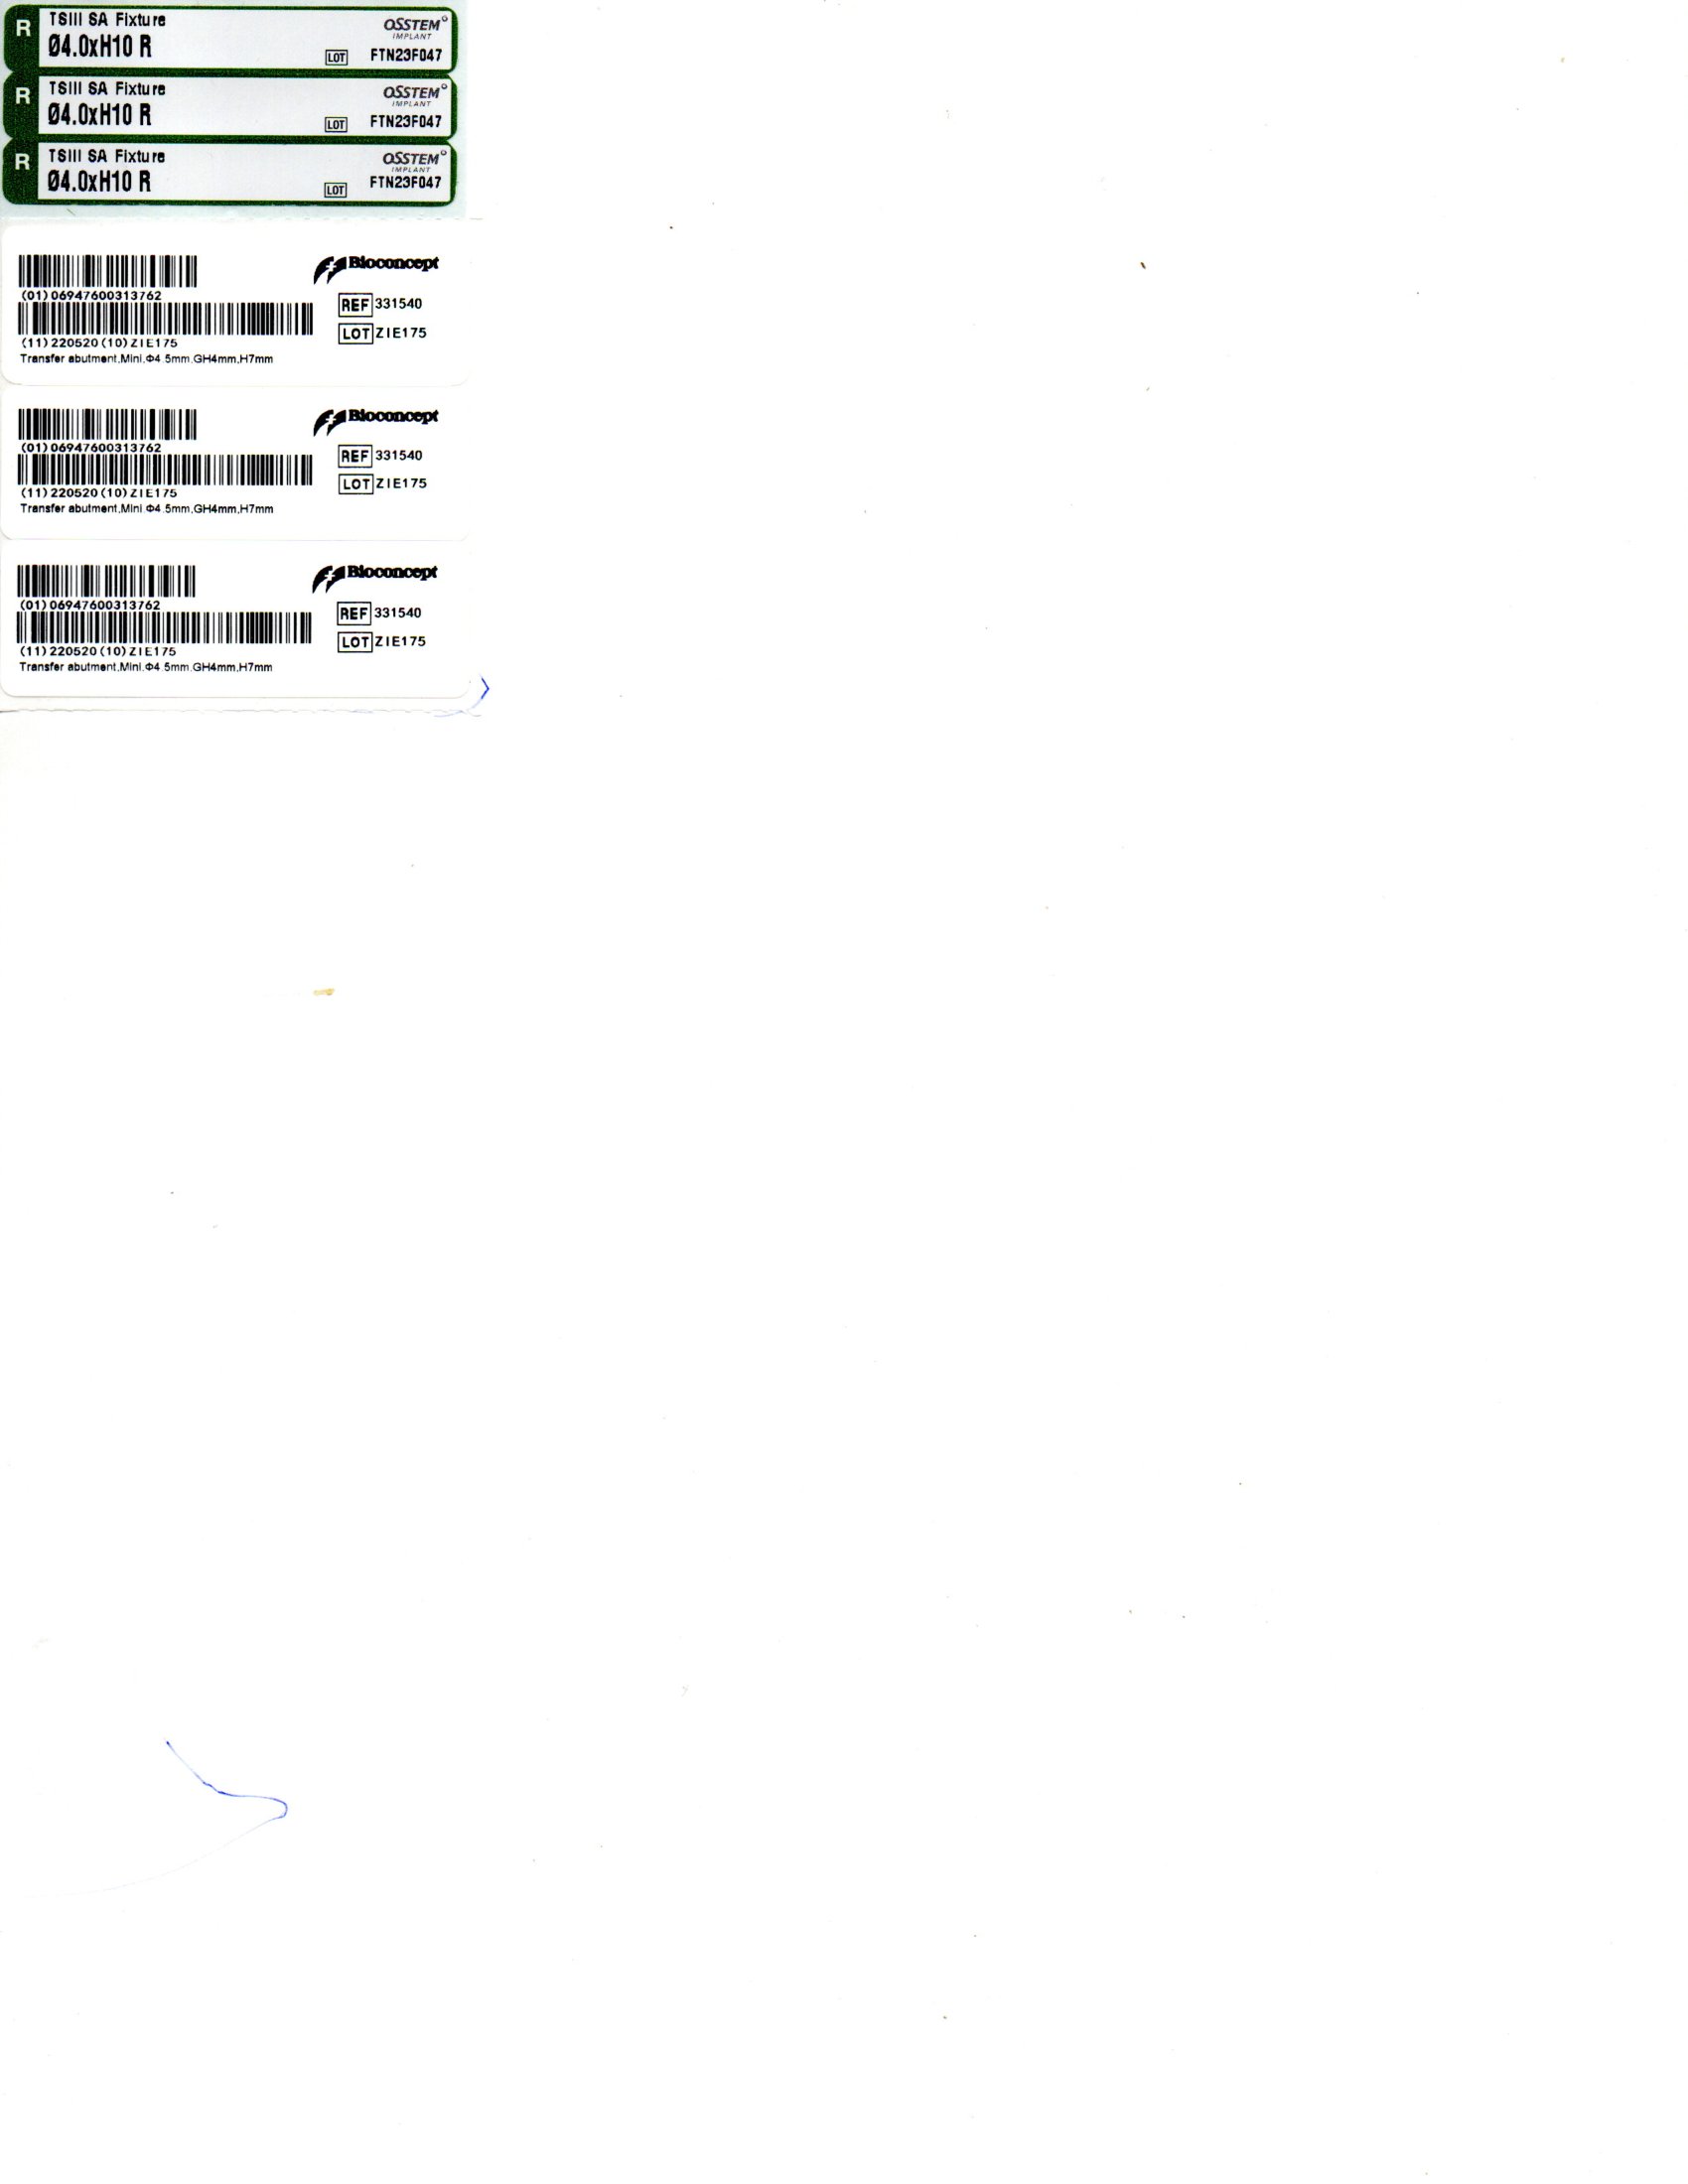 R
TSIII SA Fixture
Ø4.0xH10 R
OSSTEM®
IMPLANT
LOT FTN23F047
R
TSIII SA Fixture
Ø4.0xH10 R
OSSTEM®
IMPLANT
LOT FTN23F047
R
TSIII SA Fixture
Ø4.0xH10 R
OSSTEM®
IMPLANT
LOT FTN23F047
Bioconcept
(01)06947600313762
REF 331540
LOT ZIE175
(11)220520(10)ZIE175
Transfer abutment,Mini,Φ4.5mm,GH4mm,H7mm
Bioconcept
(01)06947600313762
REF 331540
LOT ZIE175
(11)220520(10)ZIE175
Transfer abutment,Mini,Φ4.5mm,GH4mm,H7mm
Bioconcept
(01)06947600313762
REF 331540
LOT ZIE175
(11)220520(10)ZIE175
Transfer abutment,Mini,Φ4.5mm,GH4mm,H7mm